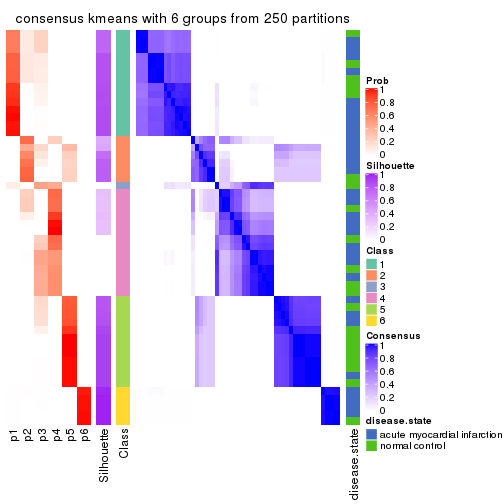 consensus kmeans with 6 groups from 250 partitions
Prob
1
0.8
0.6
0.4
0.2
0
Silhouette
1
0.8
0.6
0.4
0.2
0
Class
1
2
3
4
5
6
Consensus
1
0.8
0.6
0.4
0.2
0
disease.state
acute myocardial infarction
normal control
p1
p2
p3
p4
p5
p6
Silhouette
Class
disease.state